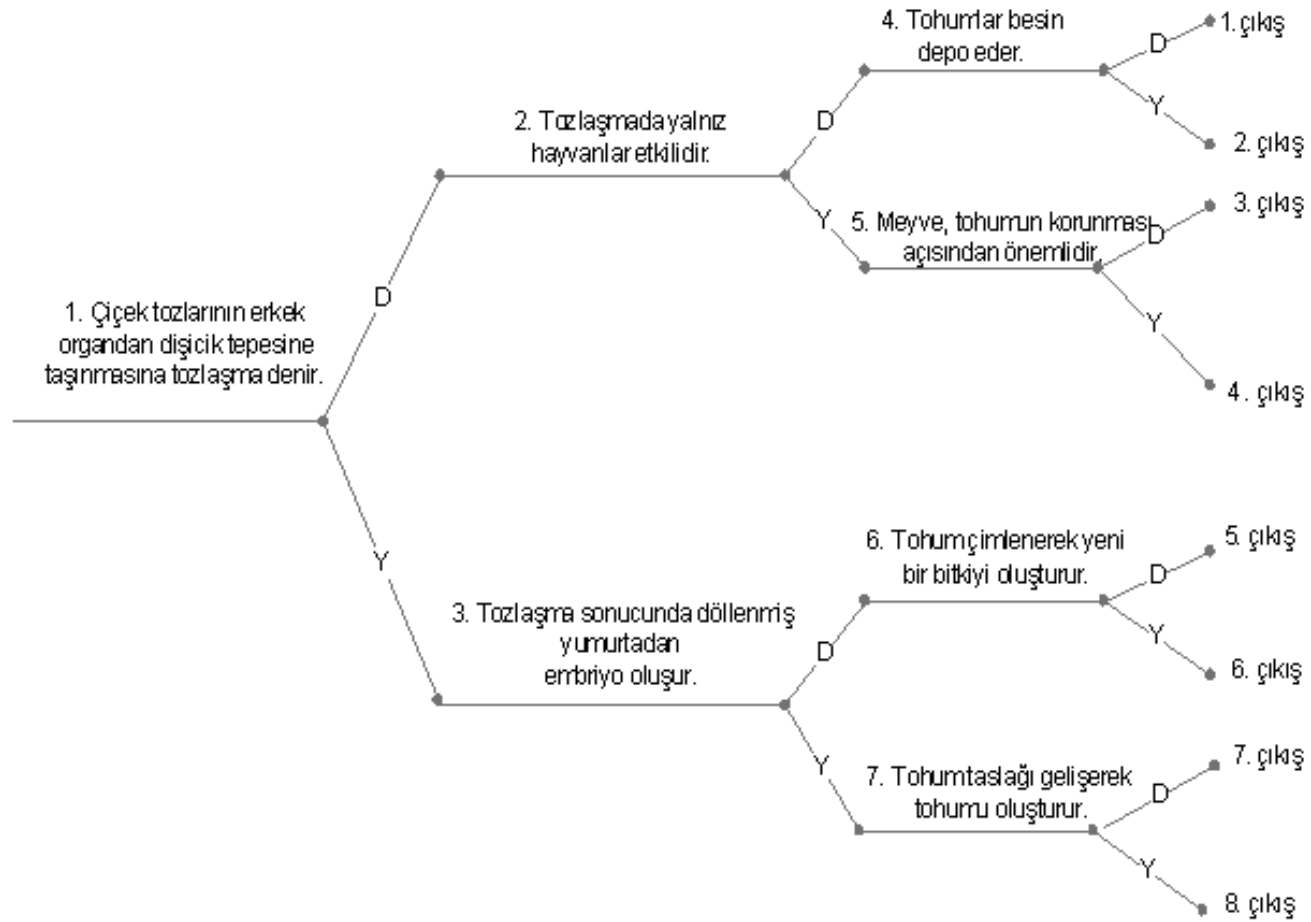 4. Tohumlar besin
depo eder.
D
1. çıkış
Y
2. çıkış
2. Tozlaşmada yalnız
hayvanlar etkilidir.
D
Y
5. Meyve, tohumun korunması
açısından önemlidir.
D
3. çıkış
Y
4. çıkış
D
1. Çiçek tozlarının erkek
organdan dişicik tepesine
taşınmasına tozlaşma denir.
Y
3. Tozlaşma sonucunda döllenmiş
yumurtadan
embriyo oluşur.
D
Y
6. Tohum çimlenerek yeni
bir bitkiyi oluşturur.
D
5. çıkış
Y
6. çıkış
7. Tohum taslağı gelişerek
tohumu oluşturur.
D
7. çıkış
Y
8. çıkış